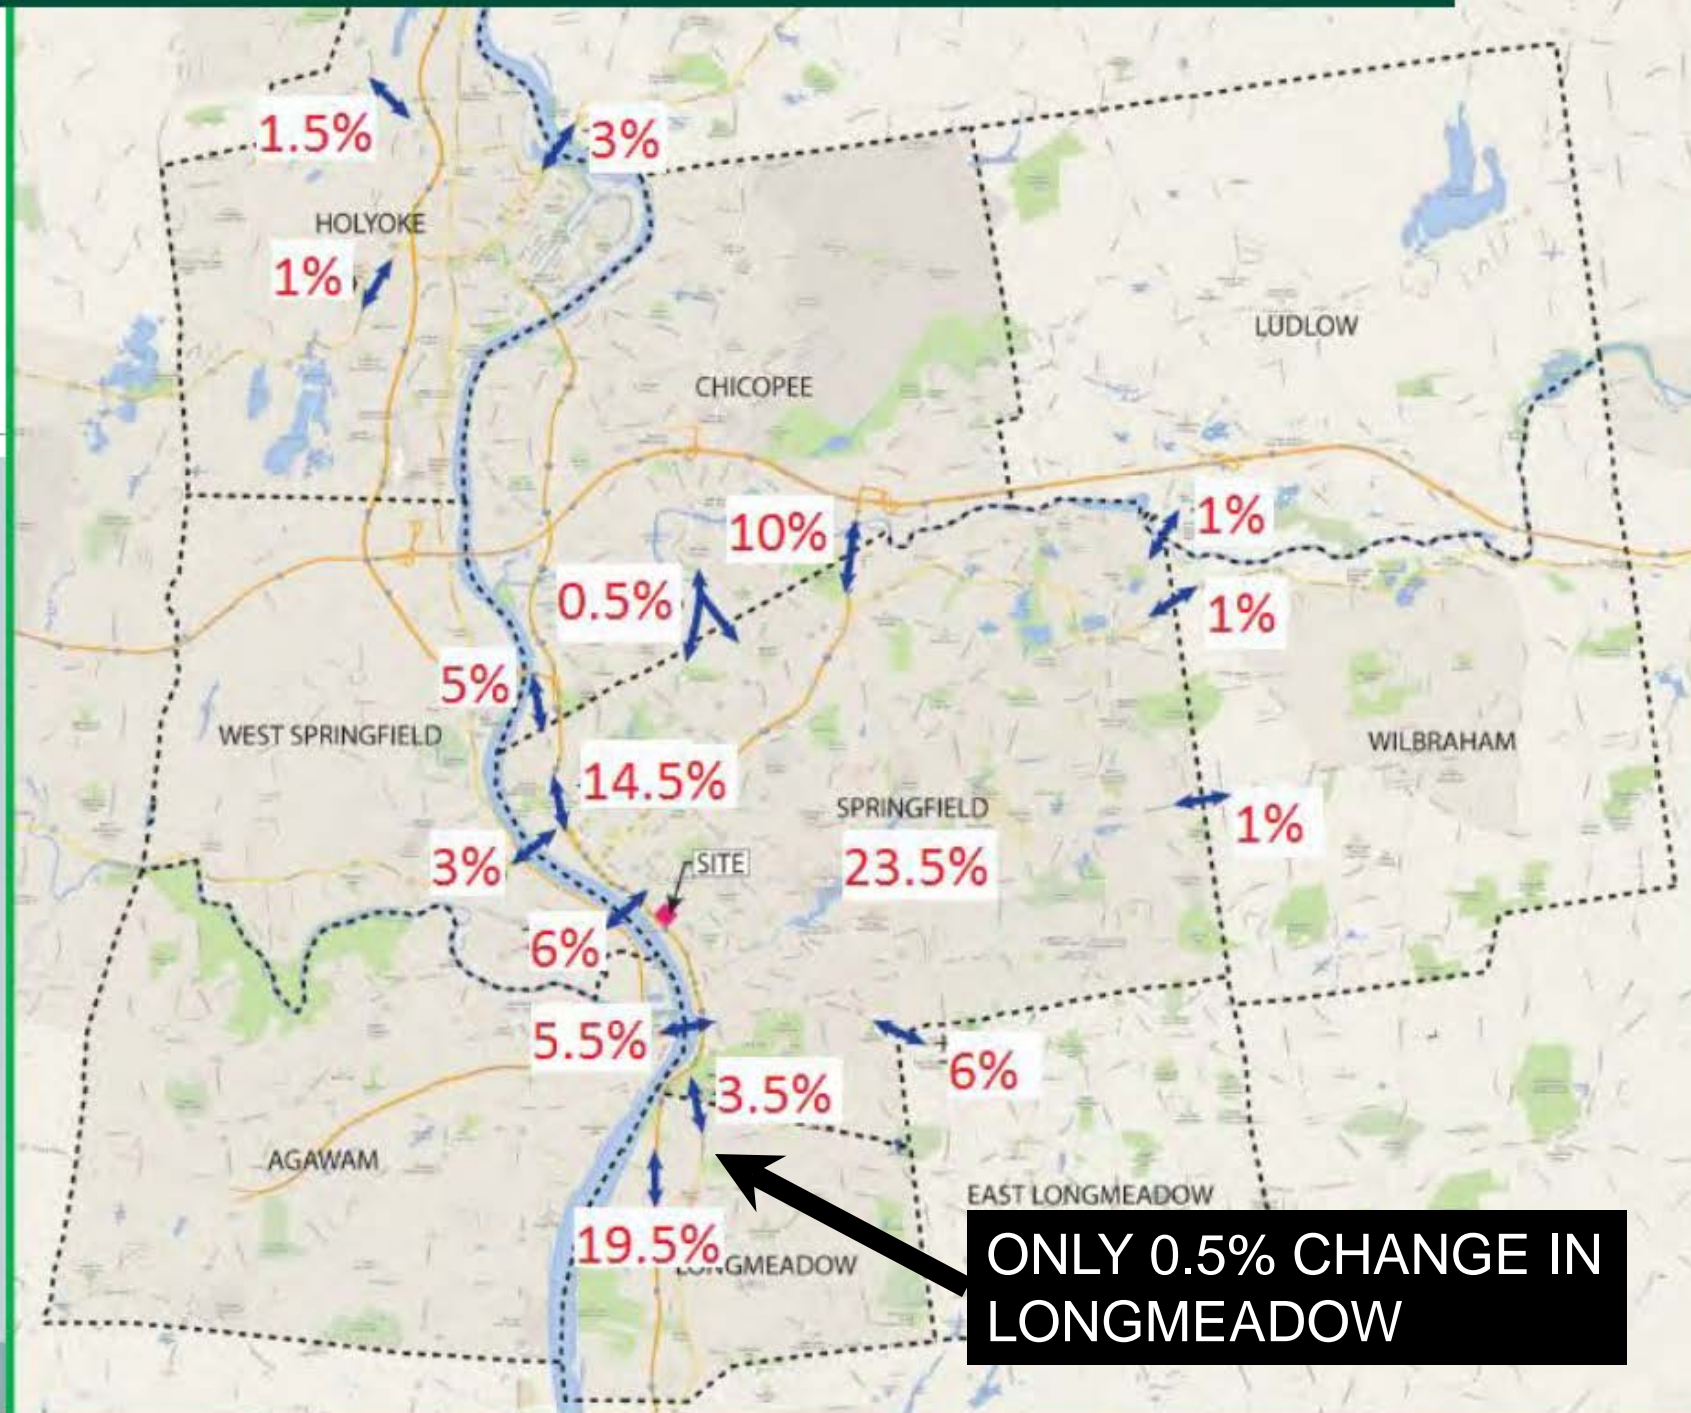 1.5%
3%
HOLYOKE
1%
LUDLOW
CHICOPEE
10%
1%
0.5%
1%
5%
WEST SPRINGFIELD
WILBRAHAM
14.5%
SPRINGFIELD
1%
3%
SITE
23.5%
6%
5.5%
6%
3.5%
AGAWAM
EAST LONGMEADOW
19.5%
LONGMEADOW
ONLY 0.5% CHANGE IN
LONGMEADOW